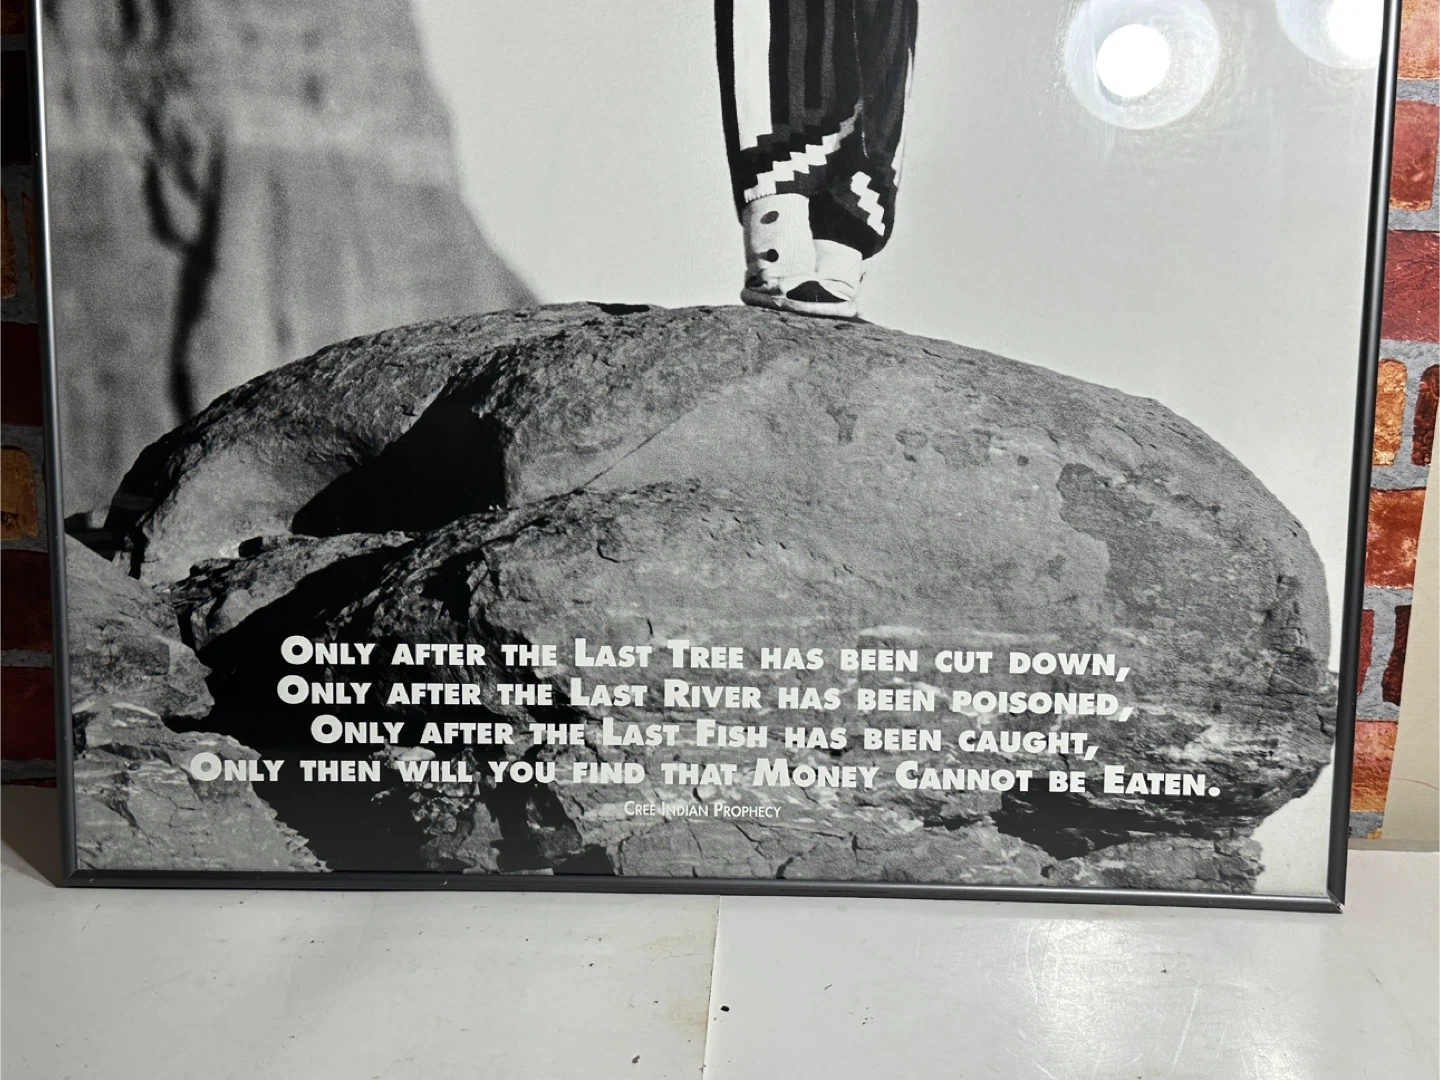 Only after the Last Tree has been cut down,
Only after the Last River has been poisoned,
Only after the Last Fish has been caught,
Only then will you find that Money Cannot be Eaten.
Cree Indian Prophecy